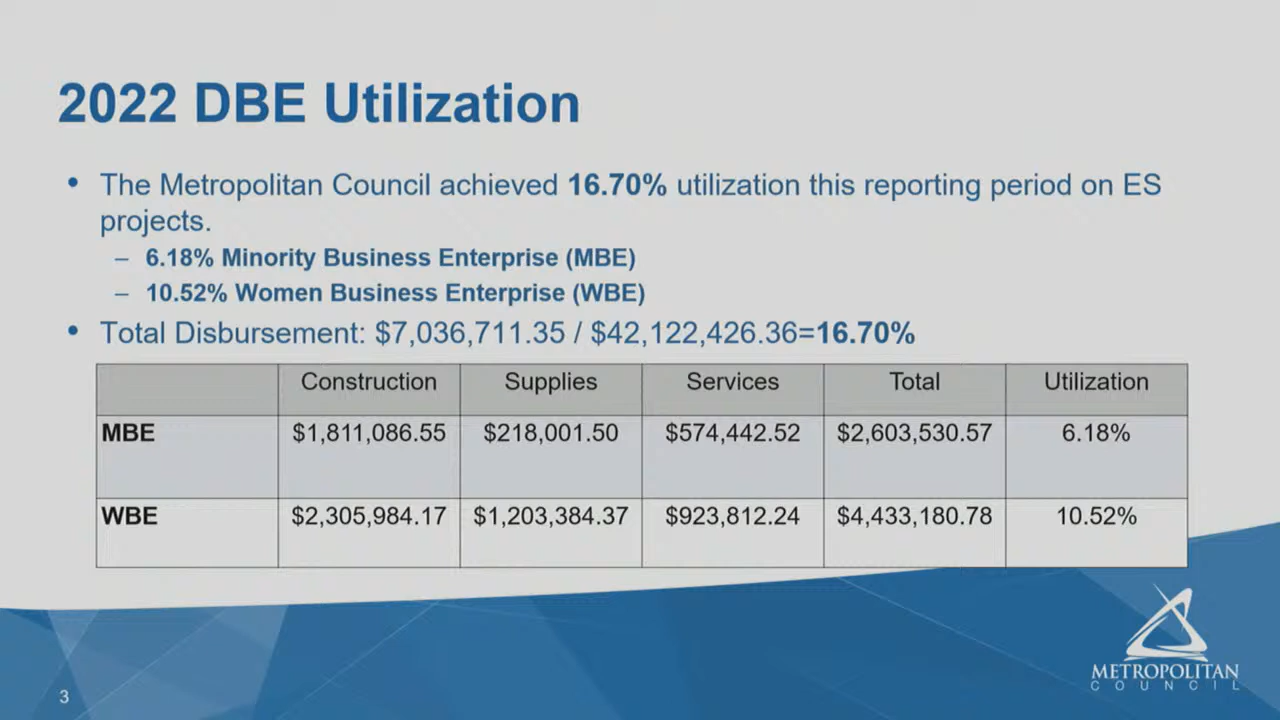 2022 DBE Utilization
• The Metropolitan Council achieved 16.70% utilization this reporting period on ES
projects.
– 6.18% Minority Business Enterprise (MBE)
– 10.52% Women Business Enterprise (WBE)
• Total Disbursement: $7,036,711.35 / $42,122,426.36=16.70%
Construction Supplies Services Total Utilization
MBE $1,811,086.55 $218,001.50 $574,442.52 $2,603,530.57 6.18%
WBE $2,305,984.17 $1,203,384.37 $923,812.24 $4,433,180.78 10.52%
METROPOLITAN
COUNCIL
3